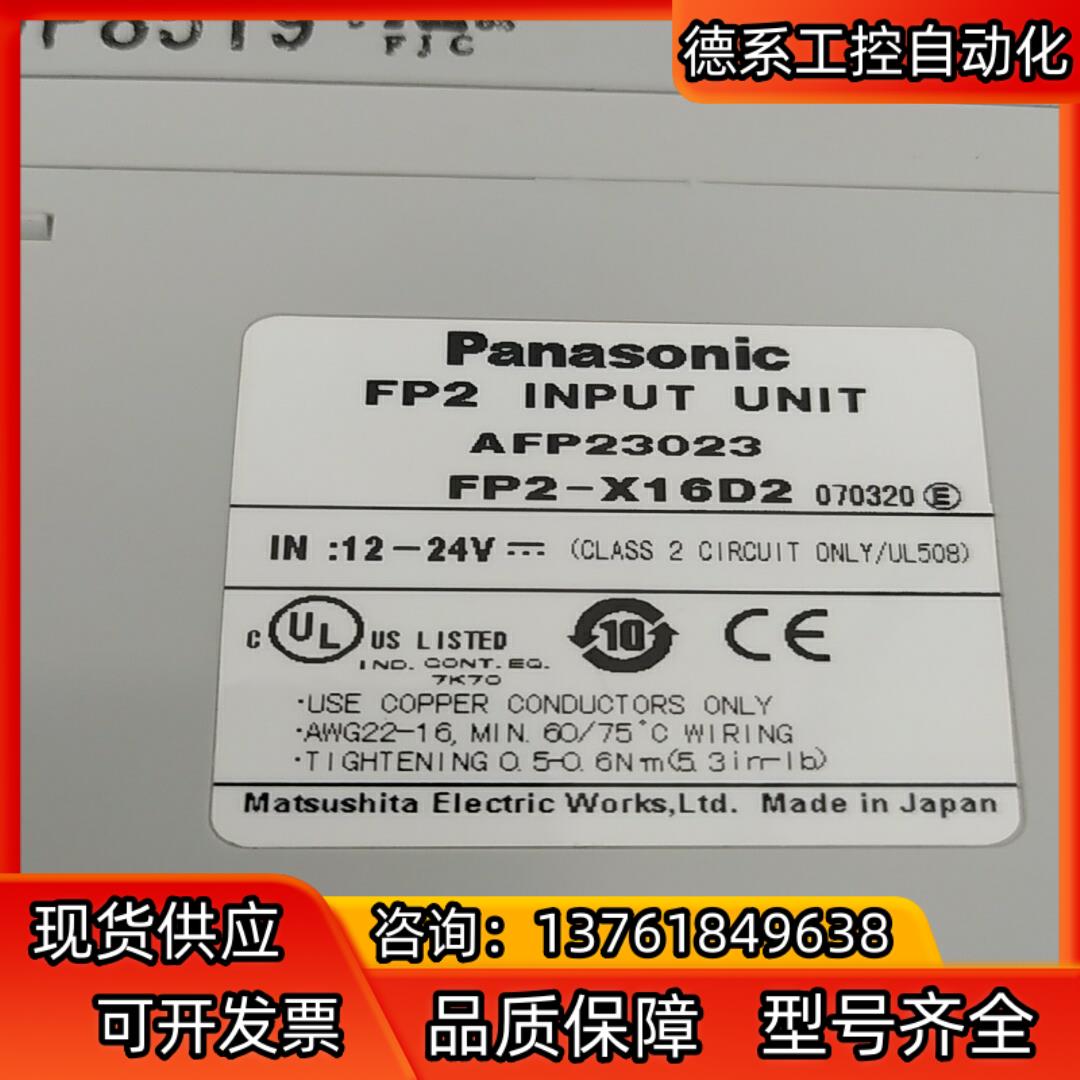 德系工控自动化
FJC
Panasonic
FP2 INPUT UNIT
AFP23023
FP2-X16D2 070320 Ⓔ
IN :12-24V ⎓ (CLASS 2 CIRCUIT ONLY/UL508)
c UL US LISTED 10 CE
IND. CONT. EQ.
7K70
·USE COPPER CONDUCTORS ONLY
·AWG22-16, MIN. 60/75°C WIRING
·TIGHTENING 0.5-0.6Nm(5.3in-lb)
Matsushita Electric Works,Ltd. Made in Japan
现货供应
咨询：13761849638
可开发票 品质保障 型号齐全